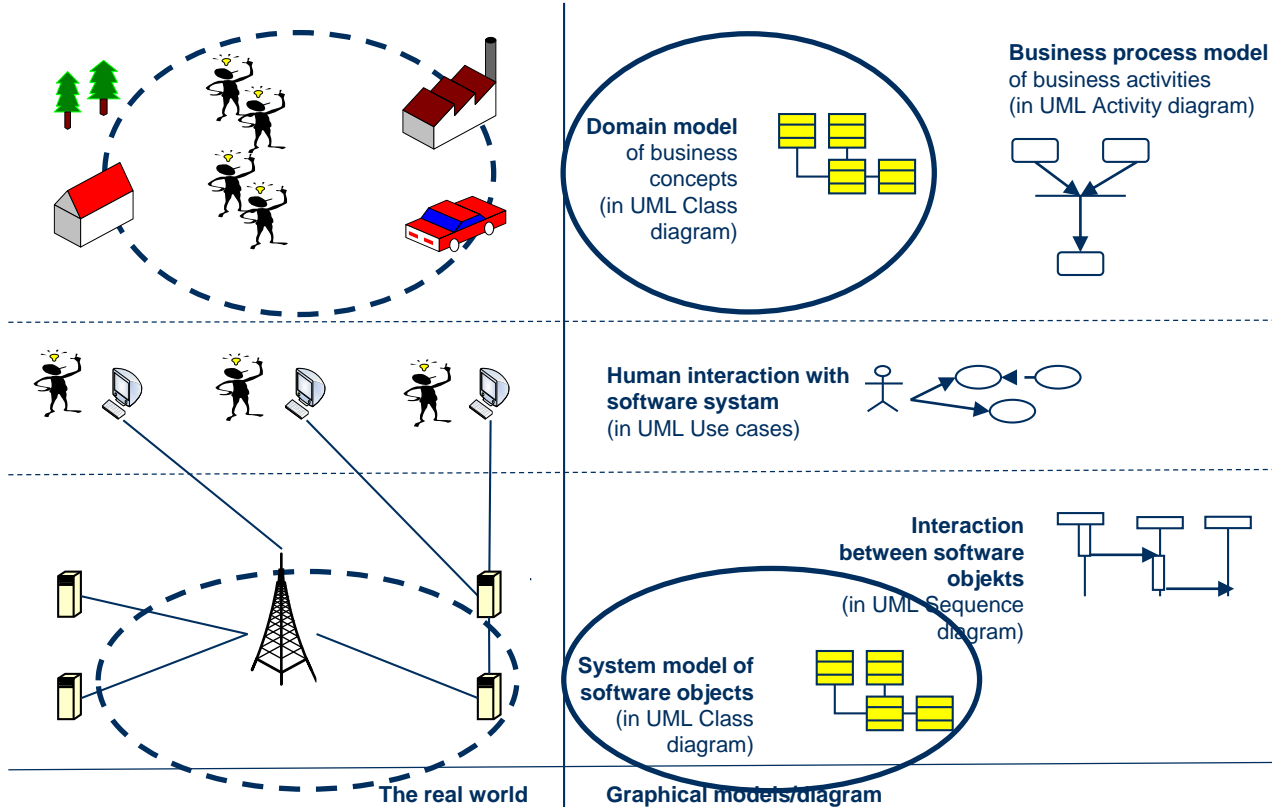 Business process model
of business activities
(in UML Activity diagram)
Domain model
of business
concepts
(in UML Class
diagram)
Human interaction with
software systam
(in UML Use cases)
Interaction
between software
objekts
(in UML Sequence
diagram)
System model of
software objects
(in UML Class
diagram)
The real world
Graphical models/diagram